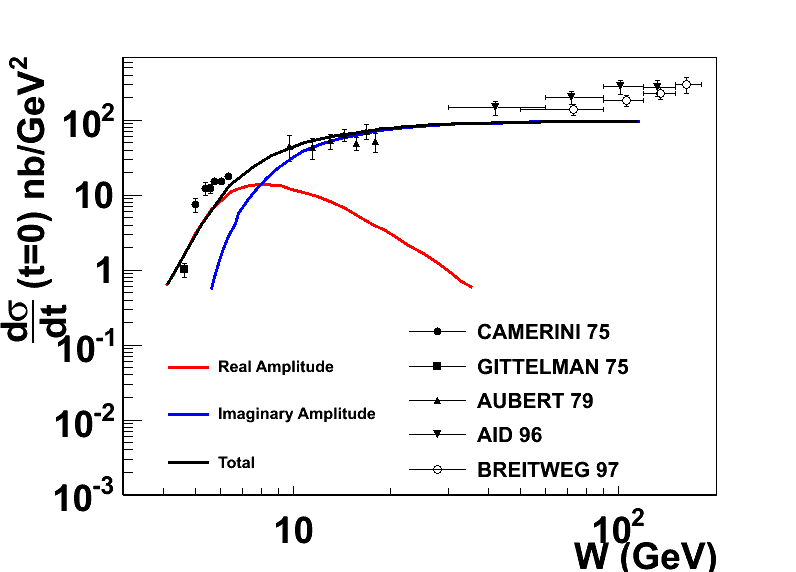 dσ/dt (t=0) nb/GeV²
10²
10
1
10⁻¹
10⁻²
10⁻³
Real Amplitude
Imaginary Amplitude
Total
CAMERINI 75
GITTELMAN 75
AUBERT 79
AID 96
BREITWEG 97
10
10²
W (GeV)